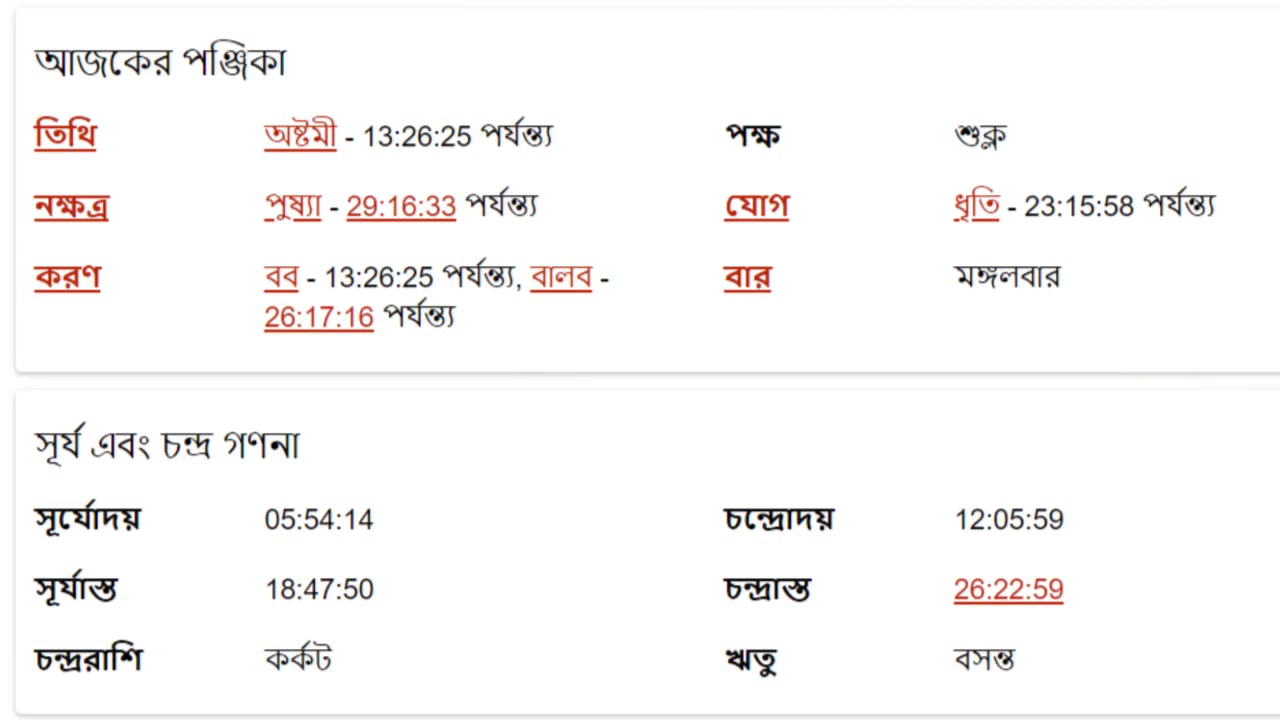 আজকের পঞ্জিকা
তিথি অষ্টমী - 13:26:25 পর্যন্ত্য পক্ষ শুক্ল
নক্ষত্র পুষ্যা - 29:16:33 পর্যন্ত্য যোগ ধৃতি - 23:15:58 পর্যন্ত্য
করণ বব - 13:26:25 পর্যন্ত্য, বালব - বার মঙ্গলবার
26:17:16 পর্যন্ত্য
সূর্য এবং চন্দ্র গণনা
সূর্যোদয় 05:54:14 চন্দ্রোদয় 12:05:59
সূর্যাস্ত 18:47:50 চন্দ্রাস্ত 26:22:59
চন্দ্ররাশি কর্কট ঋতু বসন্ত